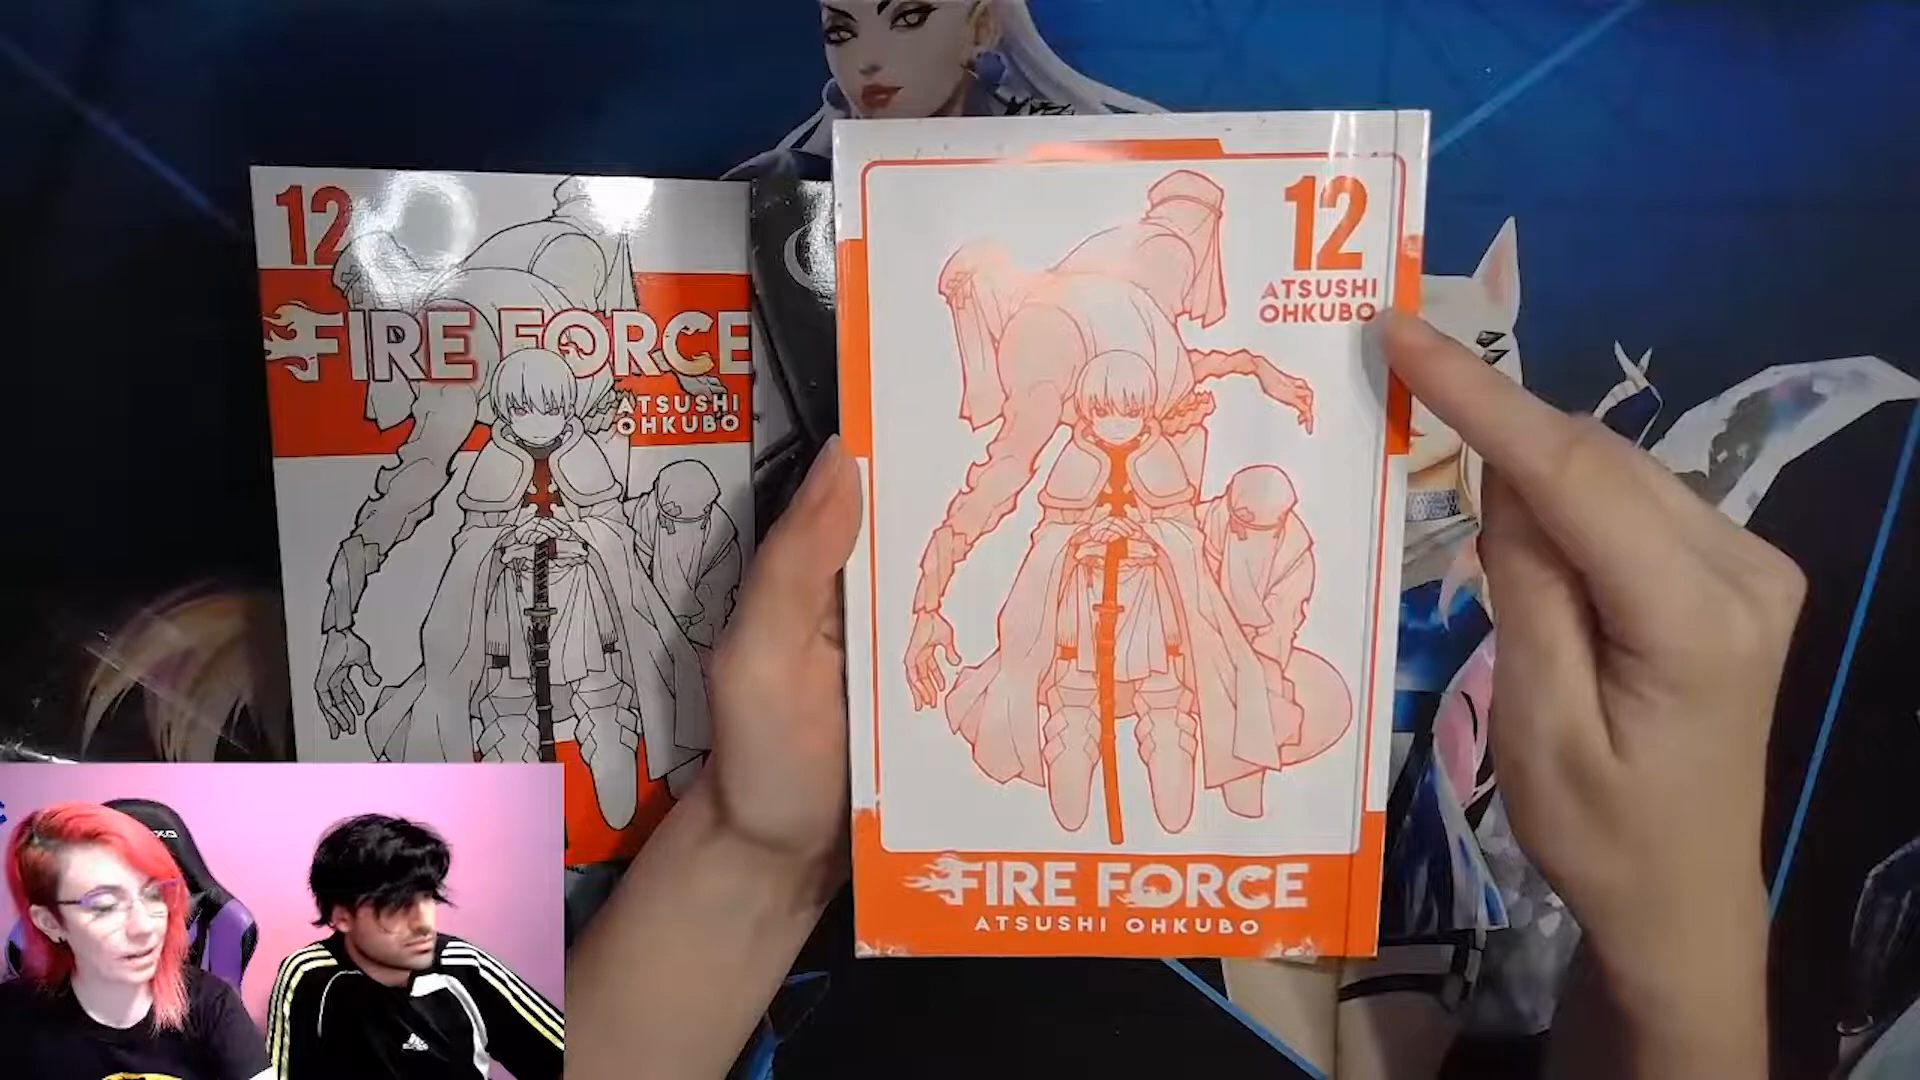 12
FIRE FORCE
ATSUSHI
OHKUBO
12
ATSUSHI
OHKUBO
FIRE FORCE
ATSUSHI OHKUBO